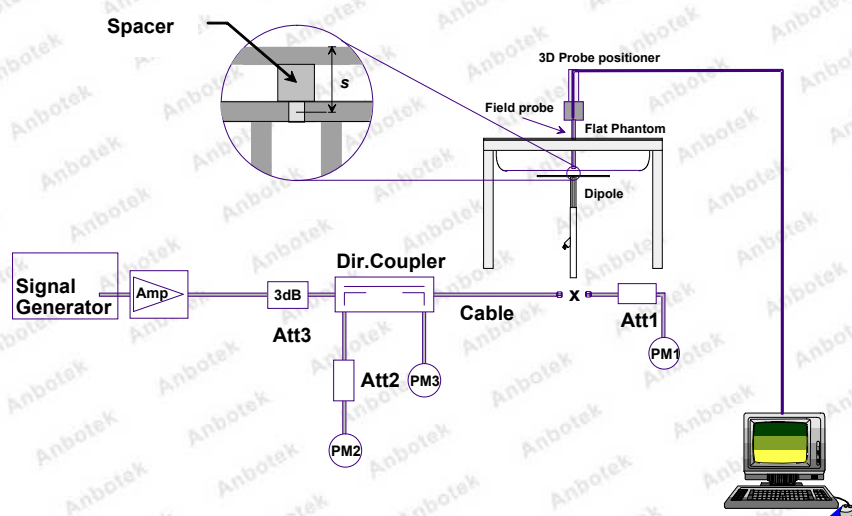 Spacer
s
3D Probe positioner
Field probe
Flat Phantom
Dipole
Signal
Generator
Amp
3dB
Att3
Dir.Coupler
Cable
x
Att1
PM1
Att2
PM3
PM2
Anbotek